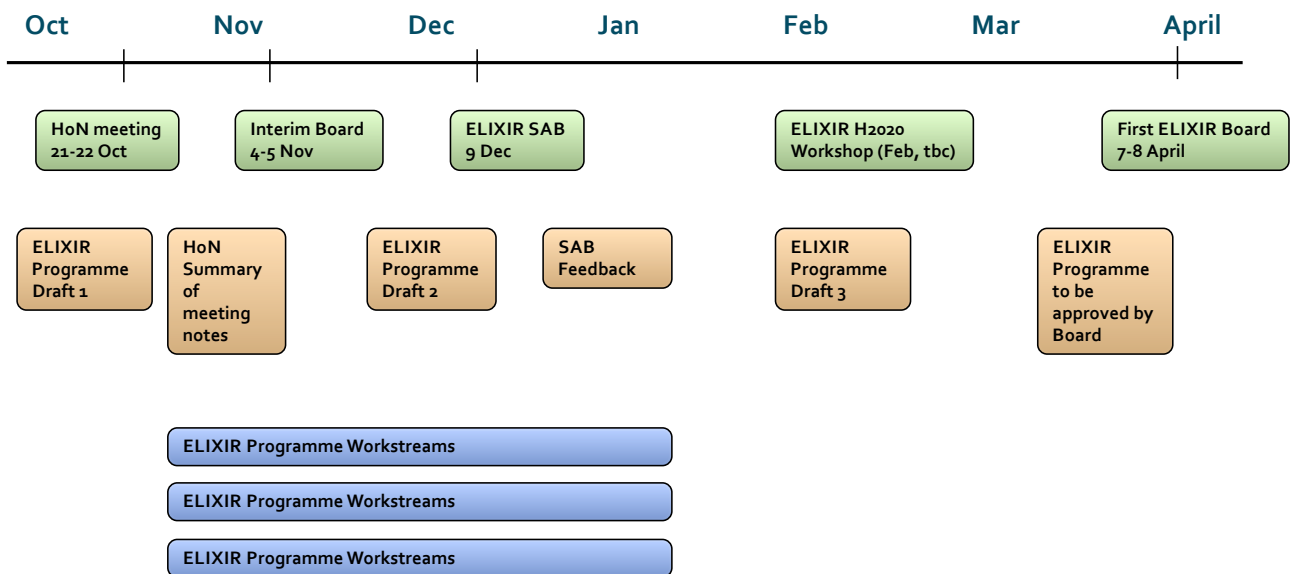 Oct Nov Dec Jan Feb Mar April
HoN meeting
21-22 Oct
Interim Board
4-5 Nov
ELIXIR SAB
9 Dec
ELIXIR H2020
Workshop (Feb, tbc)
First ELIXIR Board
7-8 April
ELIXIR
Programme
Draft 1
HoN
Summary
of
meeting
notes
ELIXIR
Programme
Draft 2
SAB
Feedback
ELIXIR
Programme
Draft 3
ELIXIR
Programme
to be
approved by
Board
ELIXIR Programme Workstreams
ELIXIR Programme Workstreams
ELIXIR Programme Workstreams